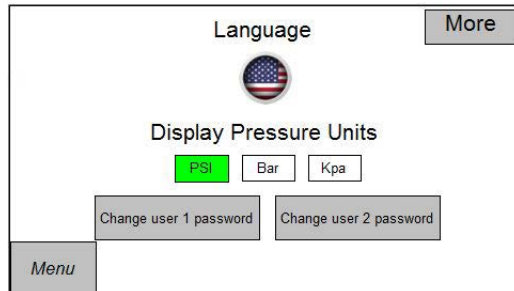 Language
More
Display Pressure Units
PSI Bar Kpa
Change user 1 password Change user 2 password
Menu